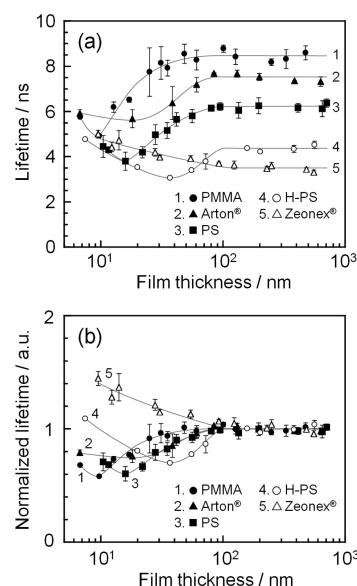 (a)
Lifetime / ns
10
8
6
4
2
0
1
2
3
4
5
1. ● PMMA 4. ○ H-PS
2. ▲ Arton® 5. △ Zeonex®
3. ■ PS
10¹ 10² 10³
Film thickness / nm
(b)
Normalized lifetime / a.u.
2
1
0
5
4
2
1
3
1. ● PMMA 4. ○ H-PS
2. ▲ Arton® 5. △ Zeonex®
3. ■ PS
10¹ 10² 10³
Film thickness / nm